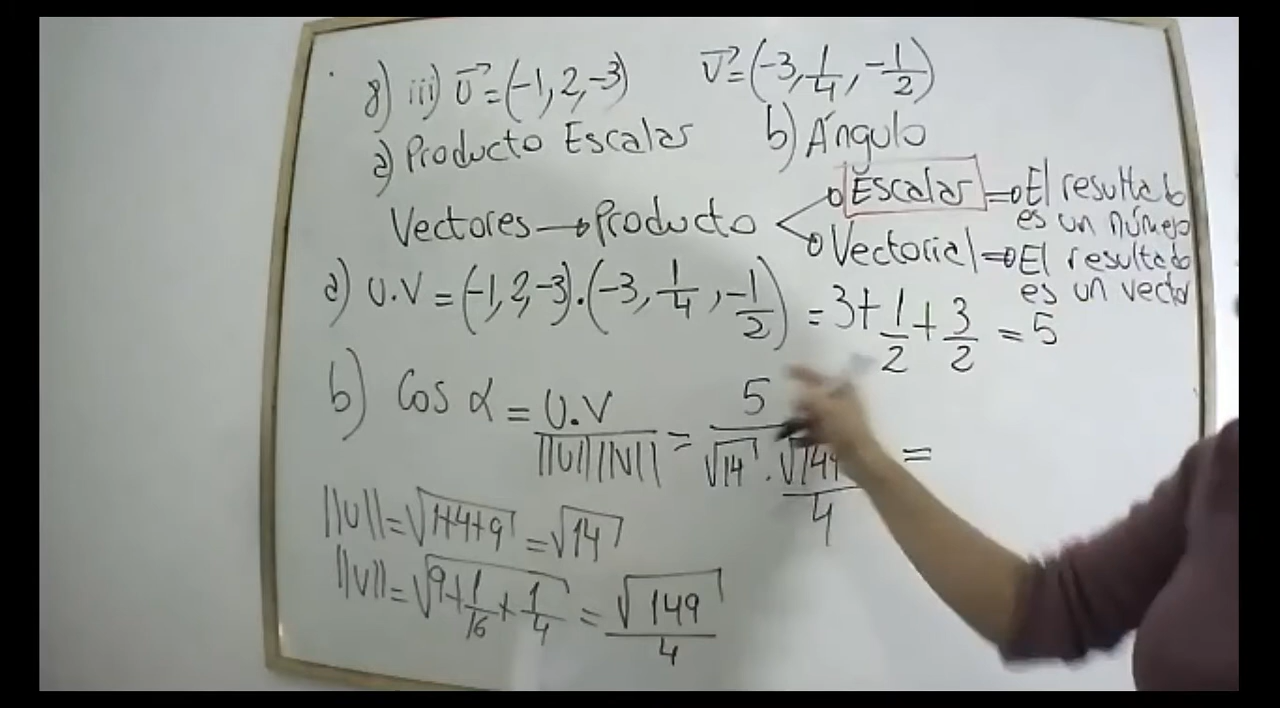 8) iii) U⃗=(-1, 2, -3) V⃗=(-3, 1/4, -1/2)
a) Producto Escalar b) Ángulo
Vectores → Producto
Escalar → El resultado
es un número
Vectorial → El resultado
es un vector
a) U.V = (-1, 2, -3).(-3, 1/4, -1/2) = 3 + 1/2 + 3/2 = 5
b) Cos α = U.V / ||U|| ||V|| = 5 / √14 . √149/4 =
||U|| = √1+4+9 = √14
||V|| = √9+1/16+1/4 = √149/4